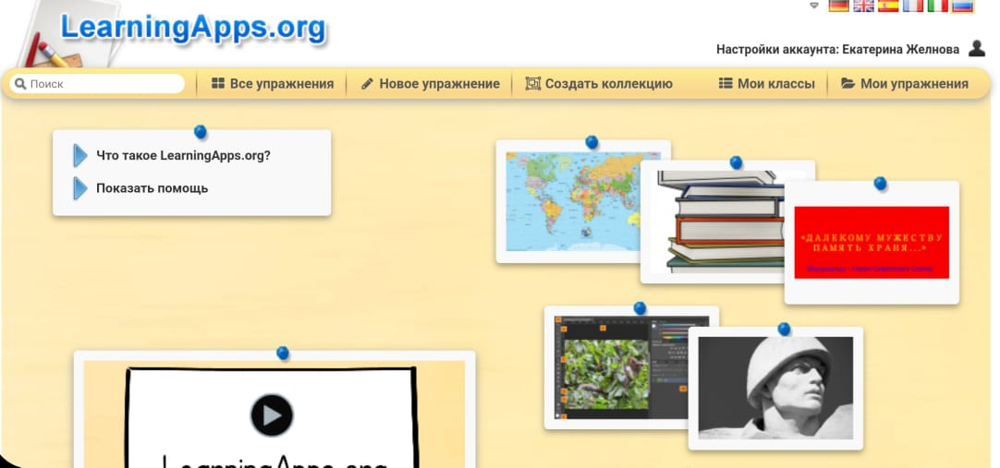 LearningApps.org
Настройки аккаунта: Екатерина Желнова
Поиск
Все упражнения
Новое упражнение
Создать коллекцию
Мои классы
Мои упражнения
Что такое LearningApps.org?
Показать помощь
«ДАЛЕКОМУ МУЖЕСТВУ
ПАМЯТЬ ХРАНЯ...»
LearningApps.org